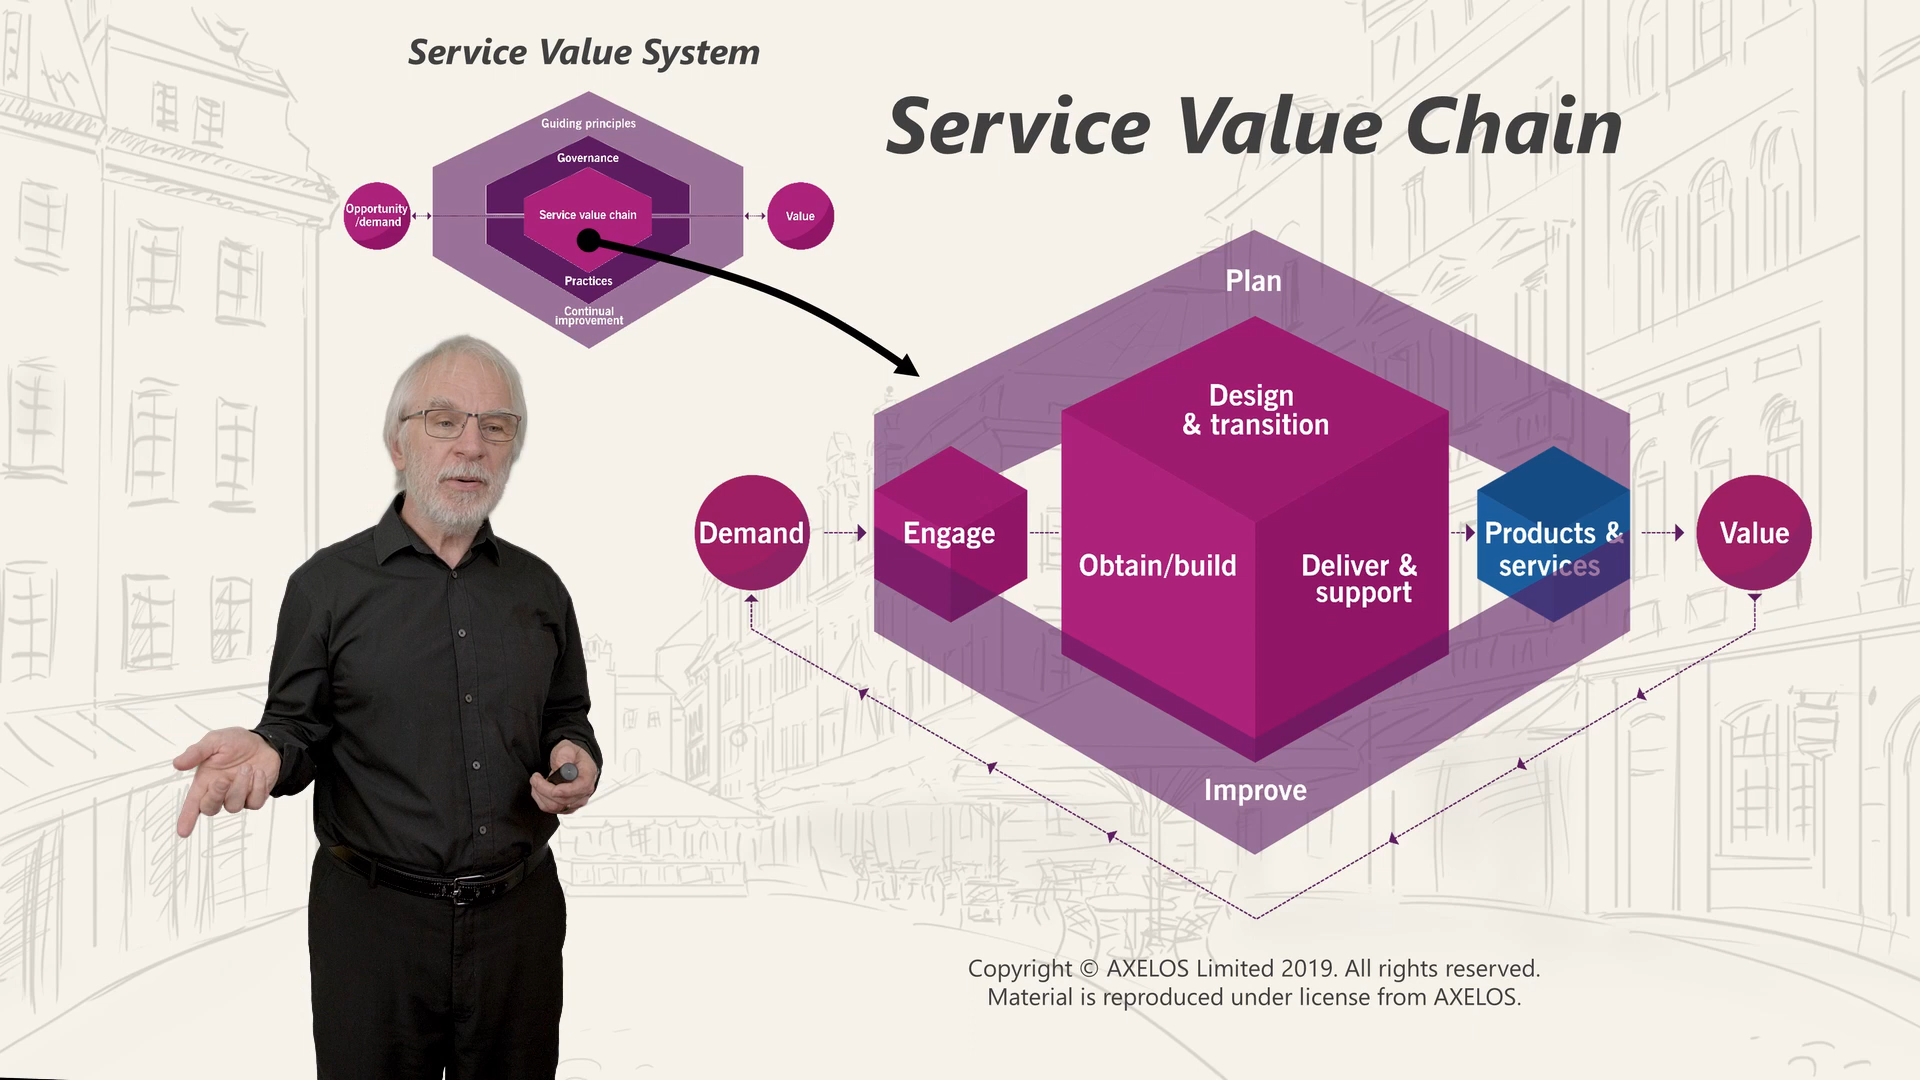 Service Value System
Guiding principles
Governance
Opportunity
/demand
Service value chain
Value
Practices
Continual
improvement
Service Value Chain
Plan
Design
& transition
Demand
Engage
Obtain/build
Deliver &
support
Products &
services
Value
Improve
Copyright © AXELOS Limited 2019. All rights reserved.
Material is reproduced under license from AXELOS.